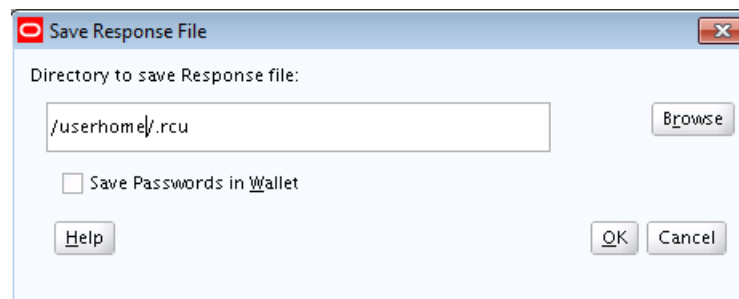 Save Response File
Directory to save Response file:
/userhome/.rcu
Browse
Save Passwords in Wallet
Help
OK
Cancel